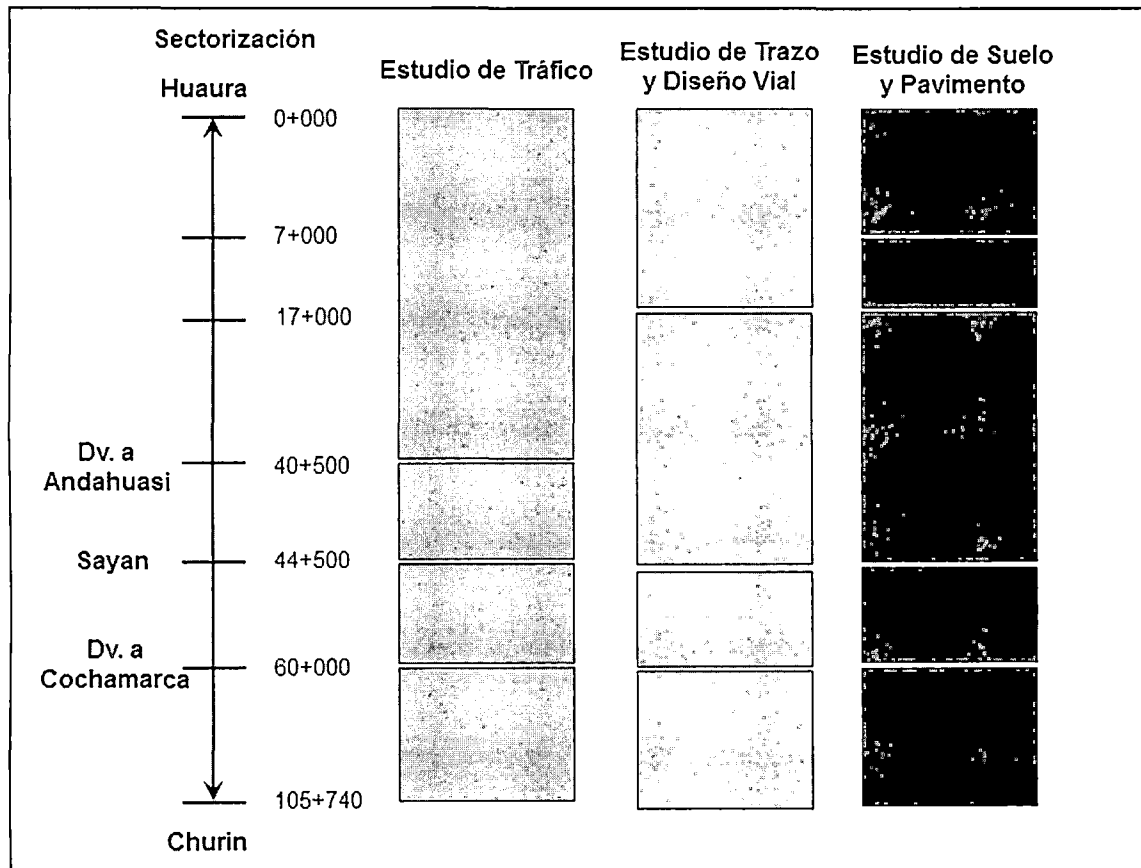 Sectorización
Huaura
Estudio de Tráfico
Estudio de Trazo
y Diseño Vial
Estudio de Suelo
y Pavimento
0+000
7+000
17+000
Dv. a
Andahuasi
40+500
Sayan
44+500
Dv. a
Cochamarca
60+000
105+740
Churin